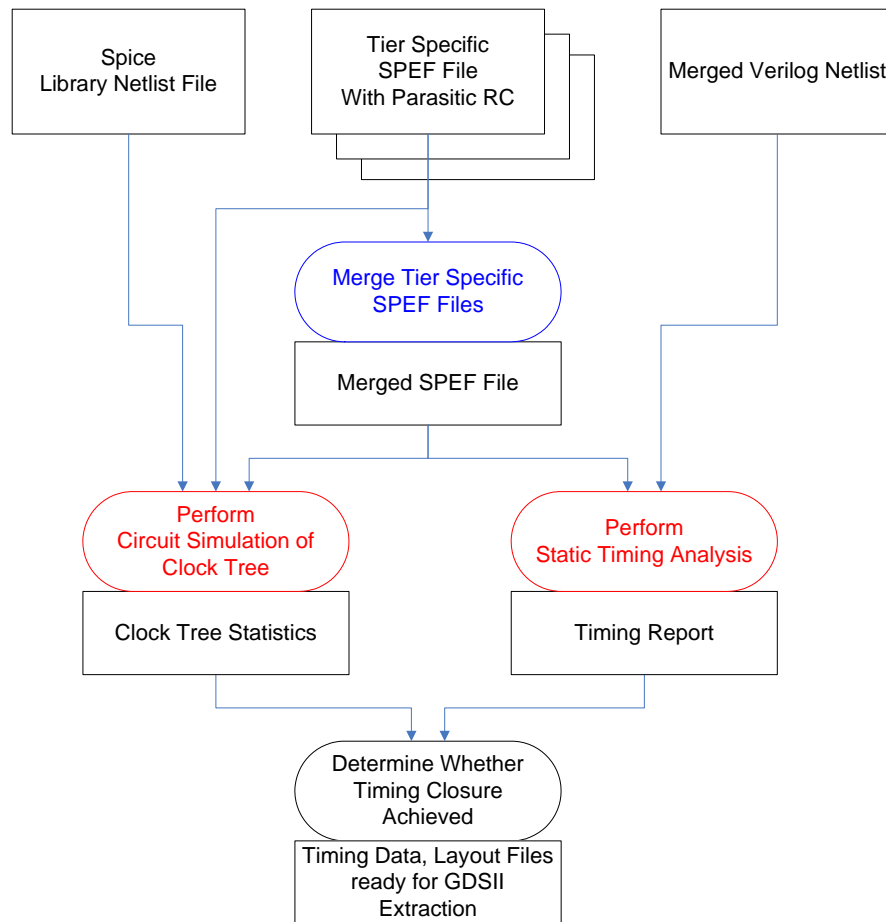 Spice
Library Netlist File
Tier Specific
SPEF File
With Parasitic RC
Merged Verilog Netlist
Merge Tier Specific
SPEF Files
Merged SPEF File
Perform
Circuit Simulation of
Clock Tree
Perform
Static Timing Analysis
Clock Tree Statistics
Timing Report
Determine Whether
Timing Closure
Achieved
Timing Data, Layout Files
ready for GDSII
Extraction